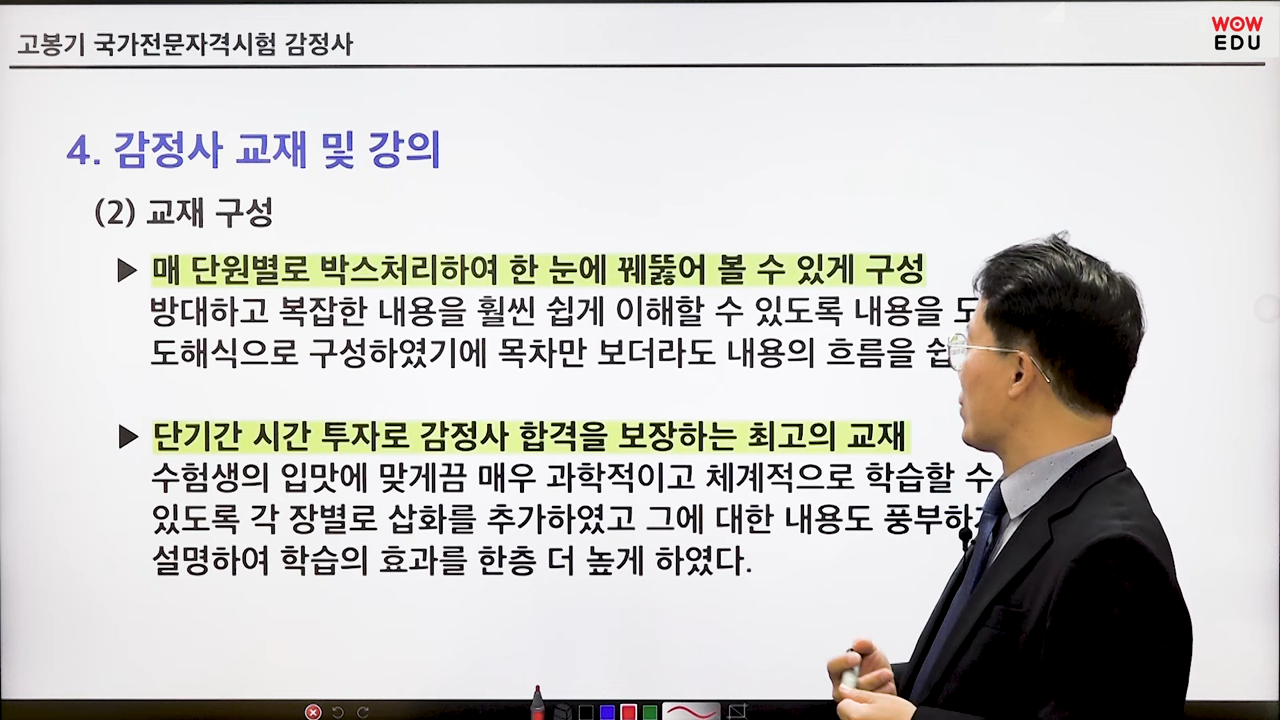 고봉기 국가전문자격시험 감정사
WOW
EDU
4. 감정사 교재 및 강의
(2) 교재 구성
▶ 매 단원별로 박스처리하여 한 눈에 꿰뚫어 볼 수 있게 구성
방대하고 복잡한 내용을 훨씬 쉽게 이해할 수 있도록 내용을
도해식으로 구성하였기에 목차만 보더라도 내용의 흐름을
▶ 단기간 시간 투자로 감정사 합격을 보장하는 최고의 교재
수험생의 입맛에 맞게끔 매우 과학적이고 체계적으로 학습할 수
있도록 각 장별로 삽화를 추가하였고 그에 대한 내용도
설명하여 학습의 효과를 한층 더 높게 하였다.